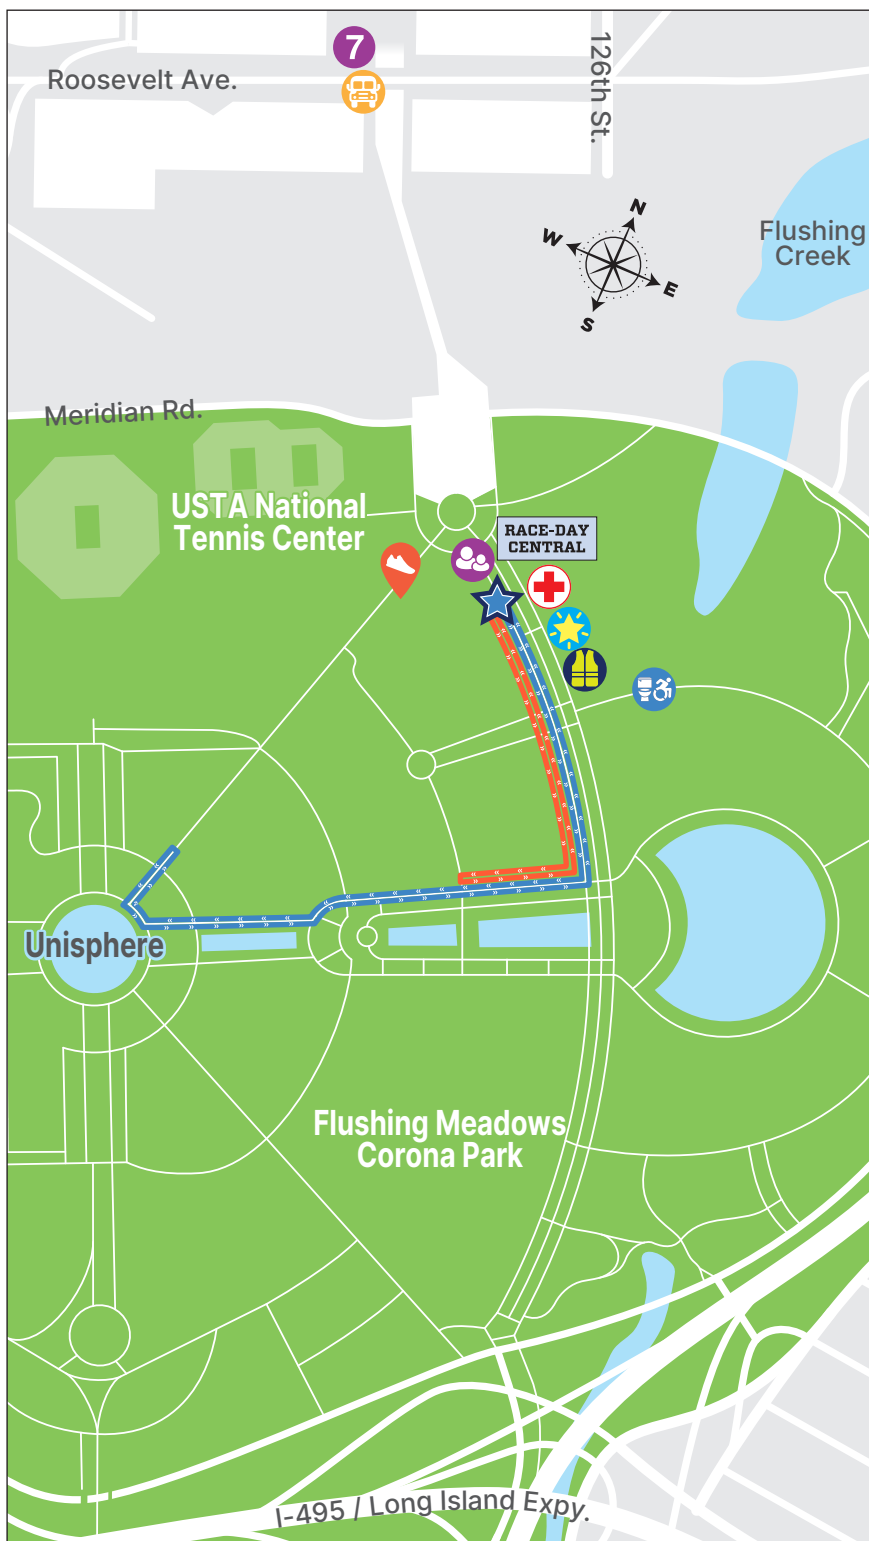 7
Roosevelt Ave.
126th St.
N
W
E
S
Flushing
Creek
Meridian Rd.
USTA National
Tennis Center
RACE-DAY
CENTRAL
Unisphere
Flushing Meadows
Corona Park
I-495 / Long Island Expy.